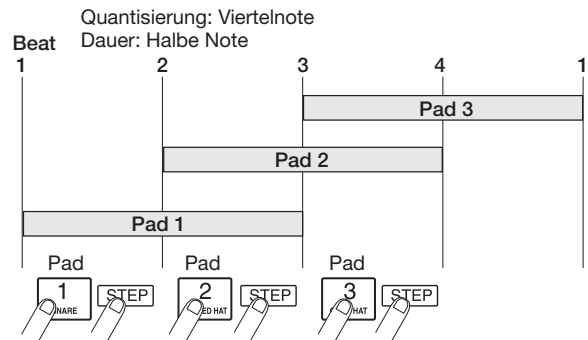 Quantisierung: Viertelnote
Beat Dauer: Halbe Note
1 2 3 4 1
Pad 3
Pad 2
Pad 1
Pad Pad Pad
1 STEP 2 STEP 3 STEP
HAT